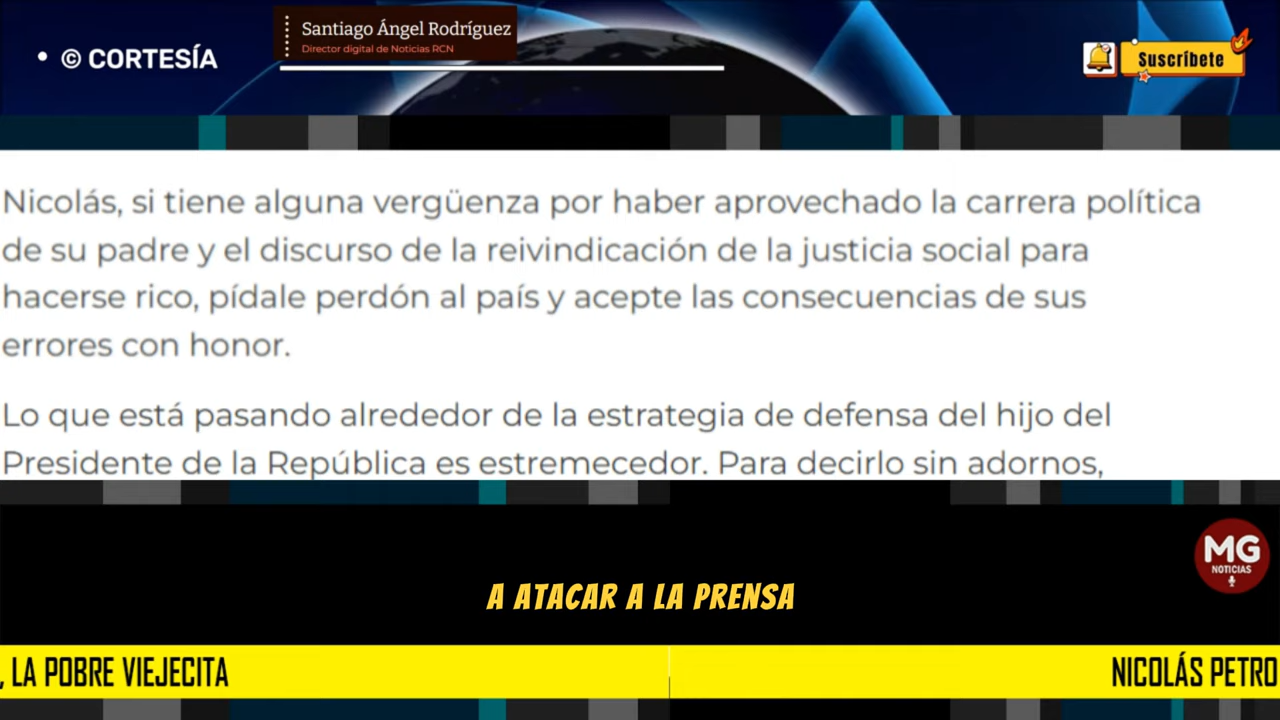 • © CORTESÍA
Santiago Ángel Rodríguez
Director digital de Noticias RCN
Suscríbete
Nicolás, si tiene alguna vergüenza por haber aprovechado la carrera política
de su padre y el discurso de la reivindicación de la justicia social para
hacerse rico, pídale perdón al país y acepte las consecuencias de sus
errores con honor.
Lo que está pasando alrededor de la estrategia de defensa del hijo del
Presidente de la República es estremecedor. Para decirlo sin adornos,
MG
NOTICIAS
A ATACAR A LA PRENSA
, LA POBRE VIEJECITA
NICOLÁS PETRO